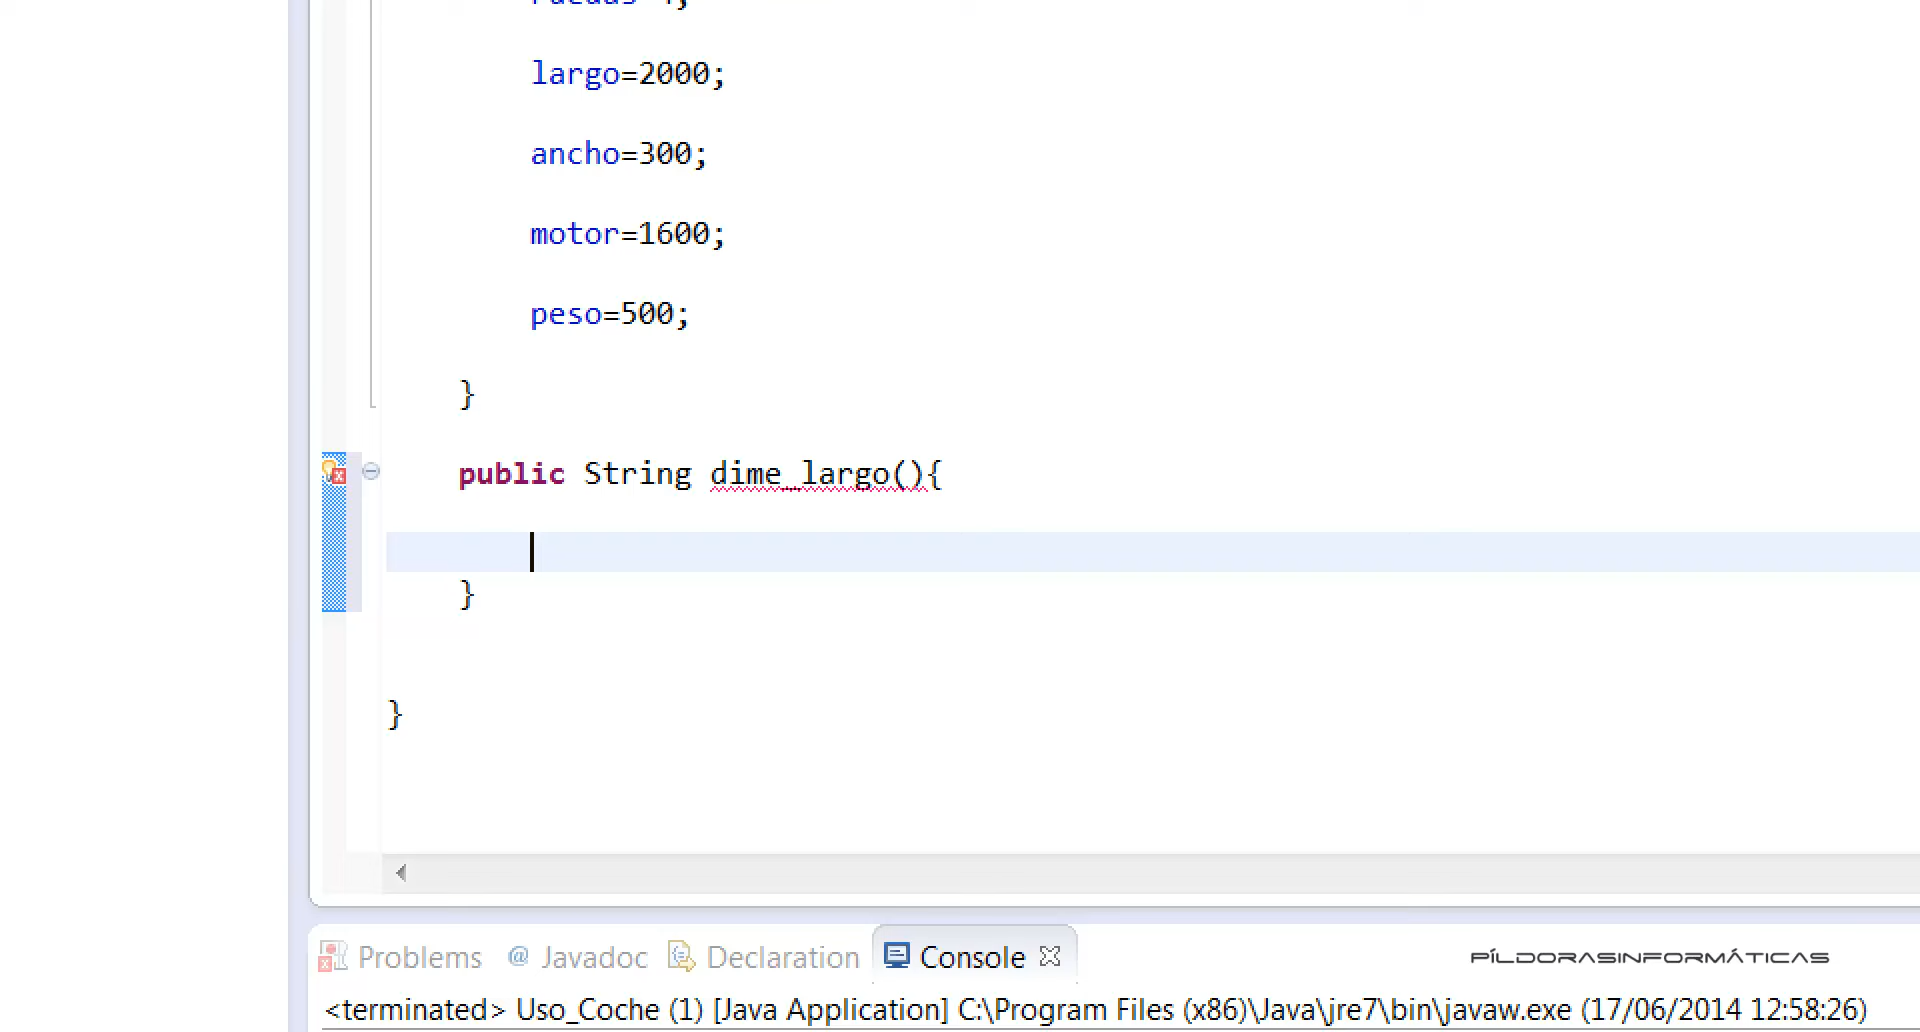 largo=2000;
ancho=300;
motor=1600;
peso=500;
}
public String dime_largo(){
}
}
Problems @ Javadoc Declaration Console
PÍLDORASINFORMÁTICAS
<terminated> Uso_Coche (1) [Java Application] C:\Program Files (x86)\Java\jre7\bin\javaw.exe (17/06/2014 12:58:26)